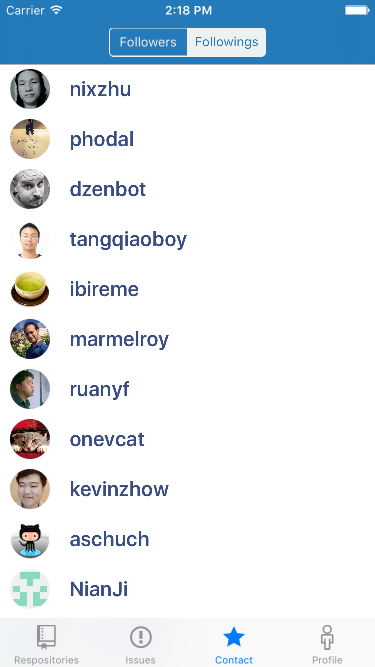 Carrier 2:18 PM
Followers Followings
nixzhu
phodal
dzenbot
tangqiaoboy
ibireme
marmelroy
ruanyf
onevcat
kevinzhow
aschuch
NianJi
Respositories Issues Contact Profile